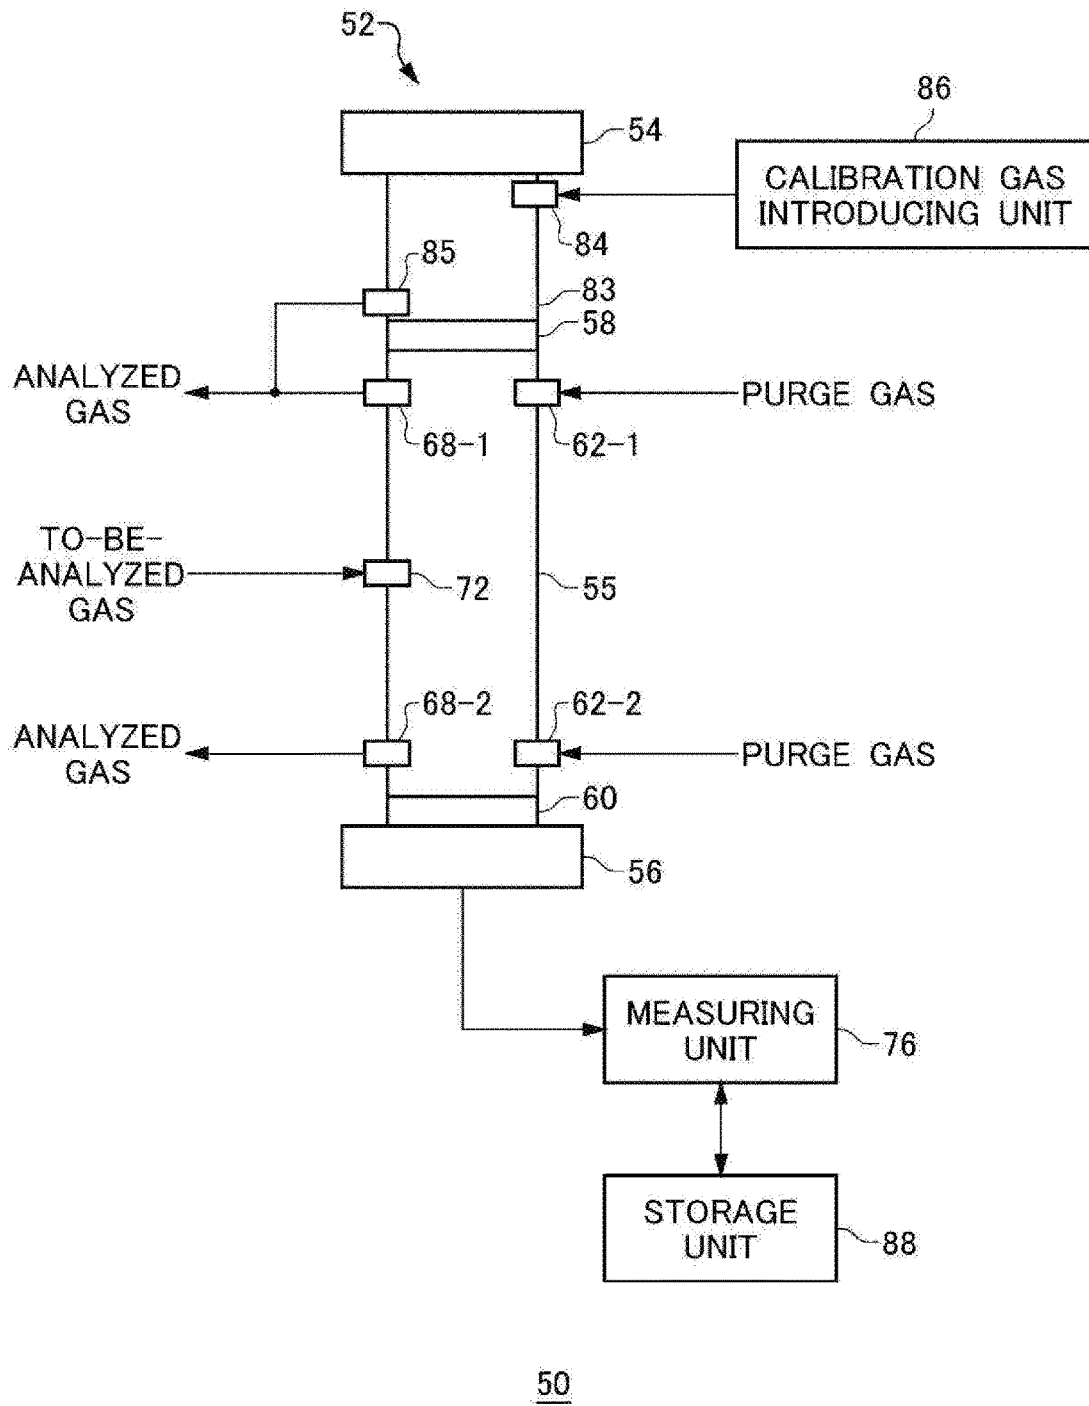 52
54
86
CALIBRATION GAS
INTRODUCING UNIT
84
85
83
58
ANALYZED
GAS
PURGE GAS
68-1
62-1
TO-BE-
ANALYZED
GAS
72
55
68-2
62-2
ANALYZED
GAS
PURGE GAS
60
56
MEASURING
UNIT
76
STORAGE
UNIT
88
50